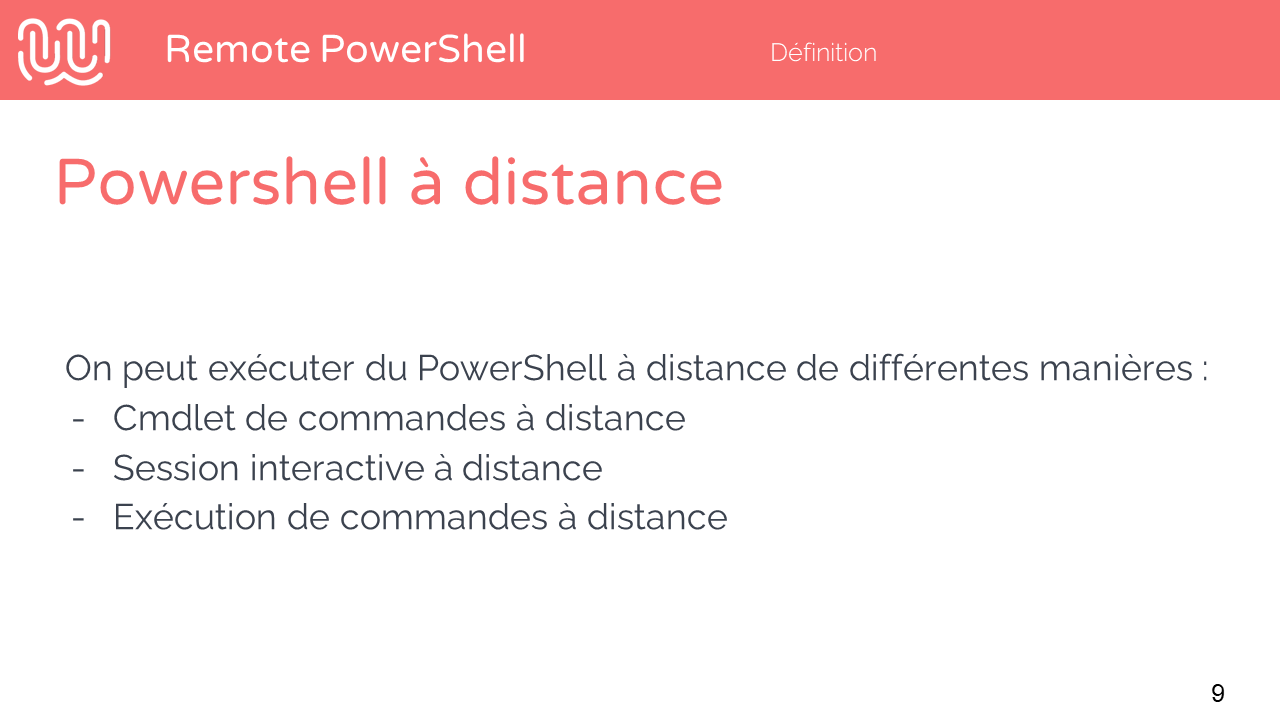 Remote PowerShell
Définition
Powershell à distance
On peut exécuter du PowerShell à distance de différentes manières :
- Cmdlet de commandes à distance
- Session interactive à distance
- Exécution de commandes à distance
9